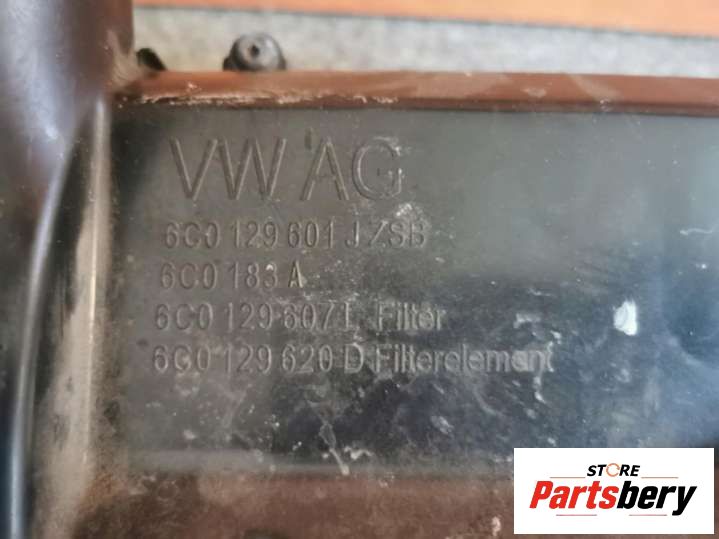 VW AG
6C0 129 601 J ZSB
6C0 183 A
6C0 129 607 L Filter
6C0 129 620 D Filterelement
STORE
Partsbery